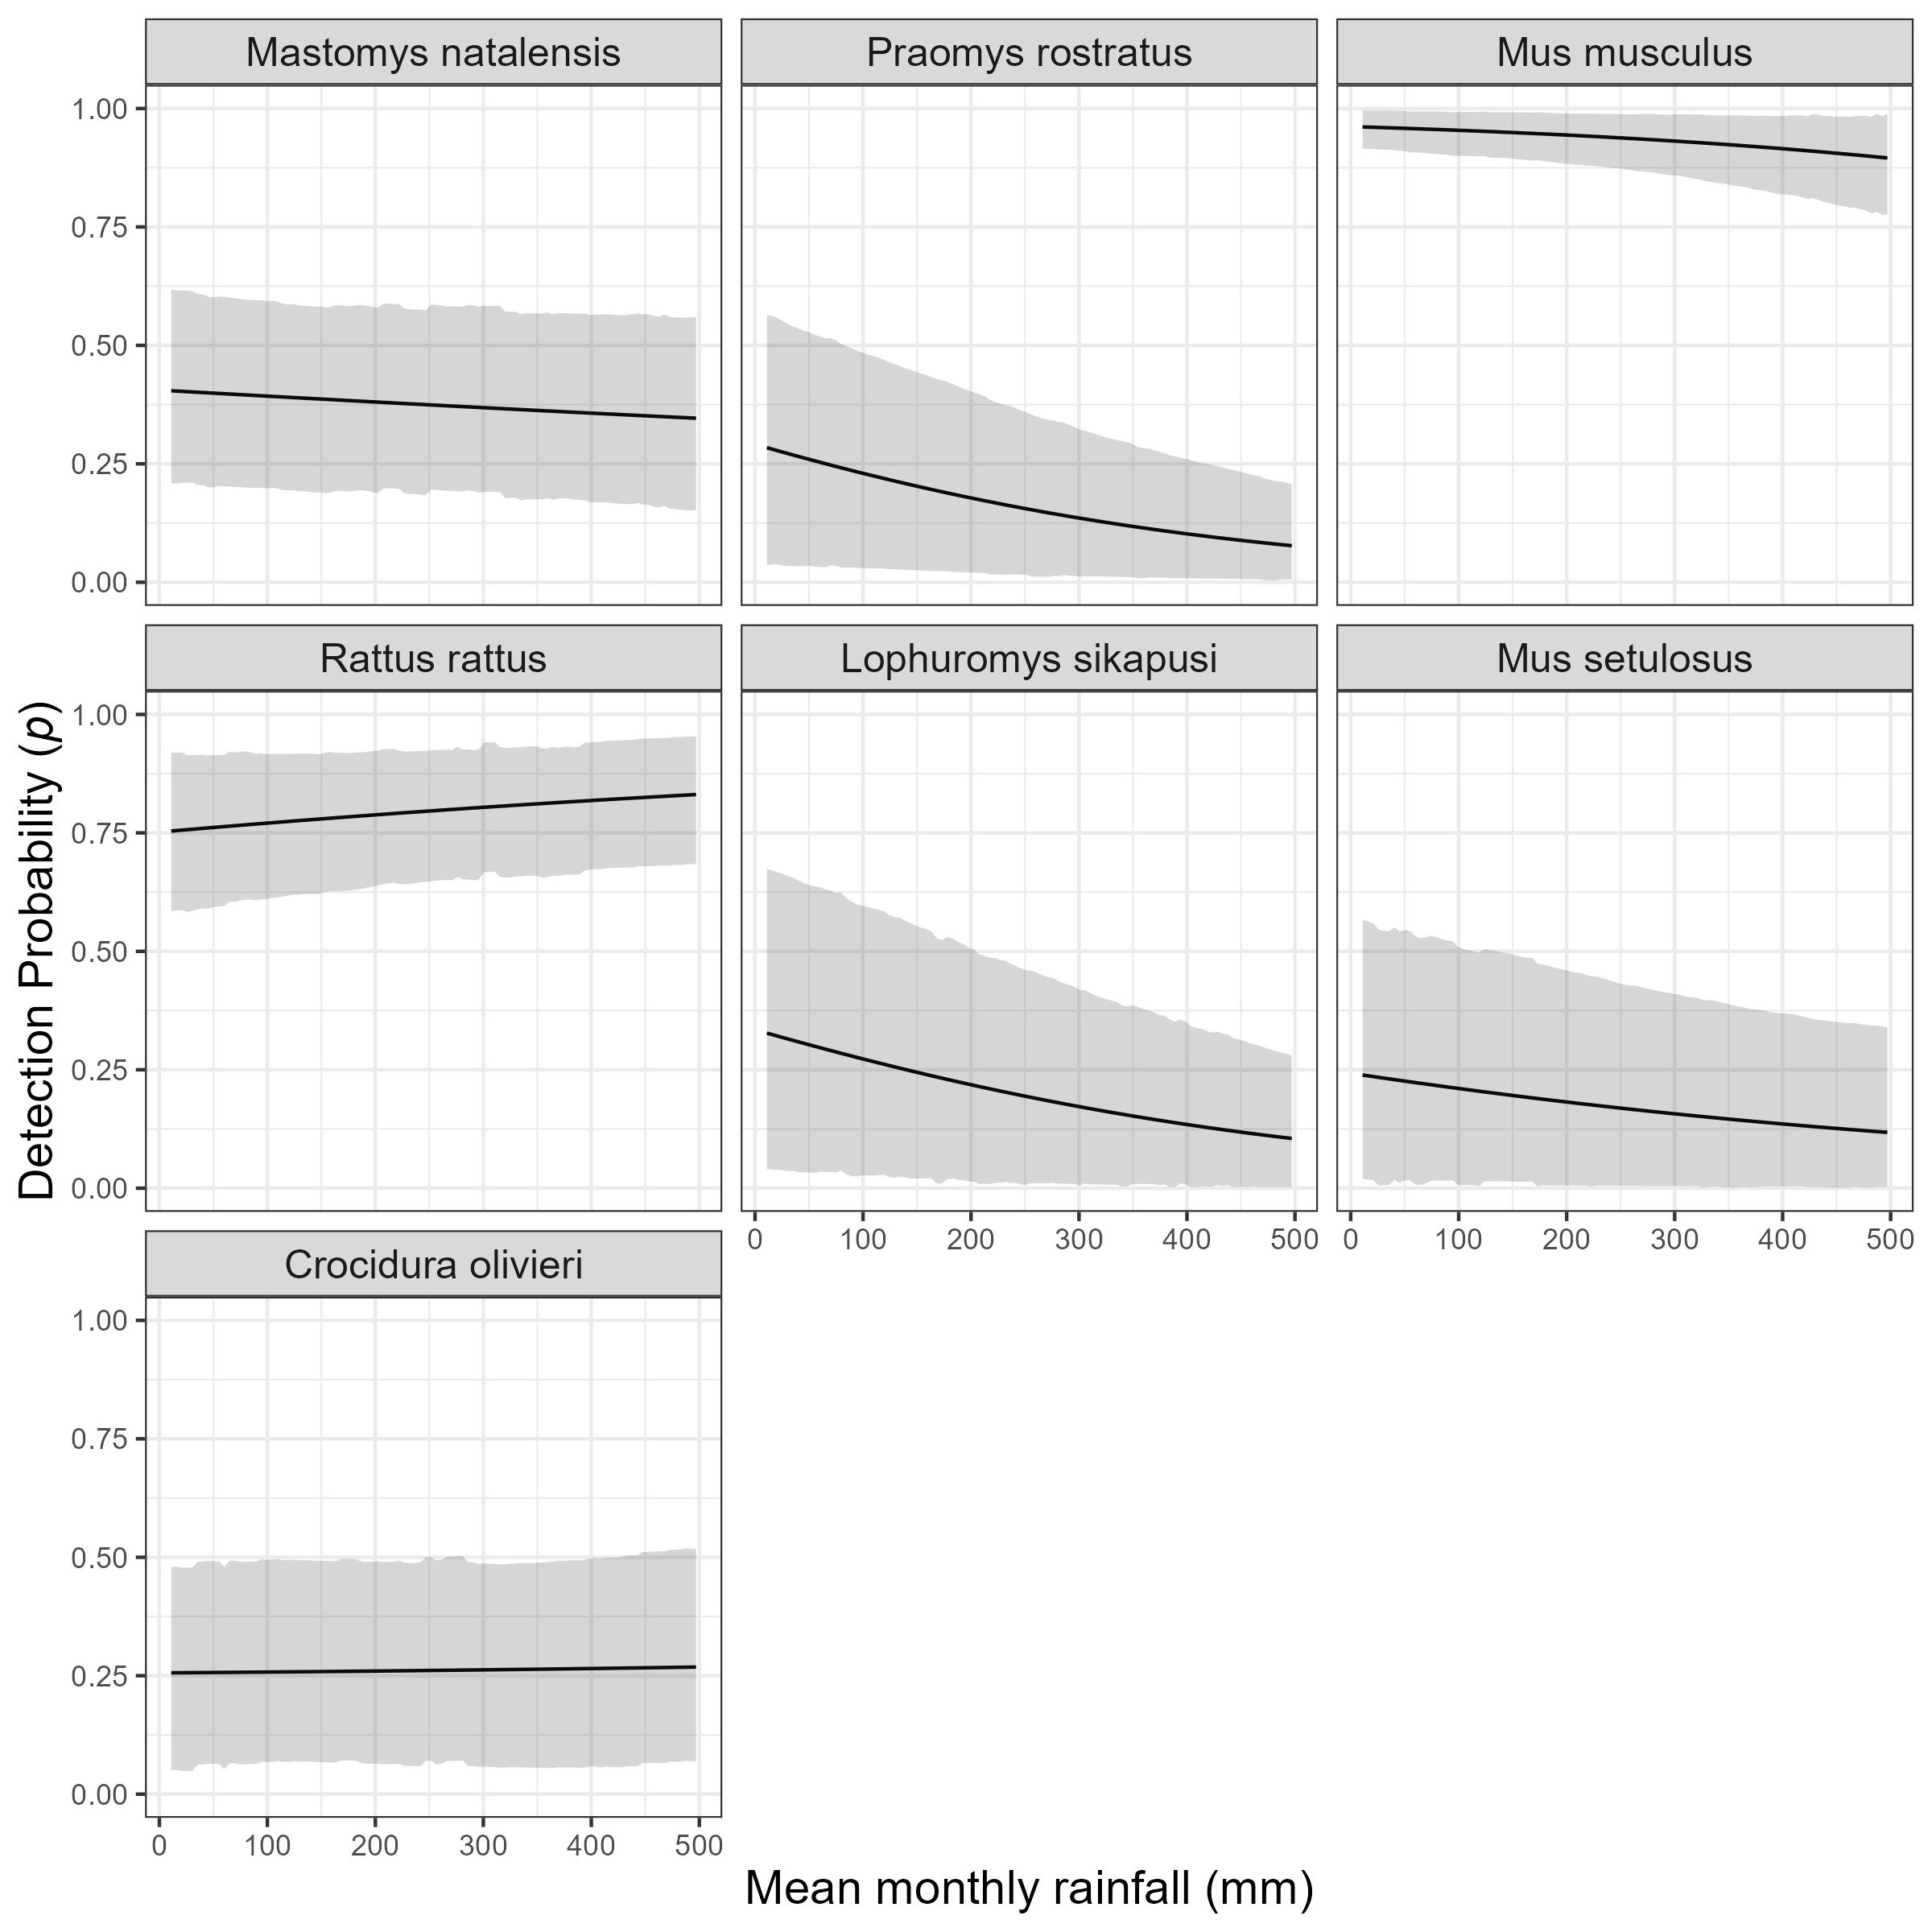 Mastomys natalensis
Praomys rostratus
Mus musculus
1.00
0.75
0.50
0.25
0.00
Rattus rattus
Lophuromys sikapusi
Mus setulosus
Detection Probability (p)
1.00
0.75
0.50
0.25
0.00
0 100 200 300 400 500
0 100 200 300 400 500
Crocidura olivieri
1.00
0.75
0.50
0.25
0.00
0 100 200 300 400 500
Mean monthly rainfall (mm)